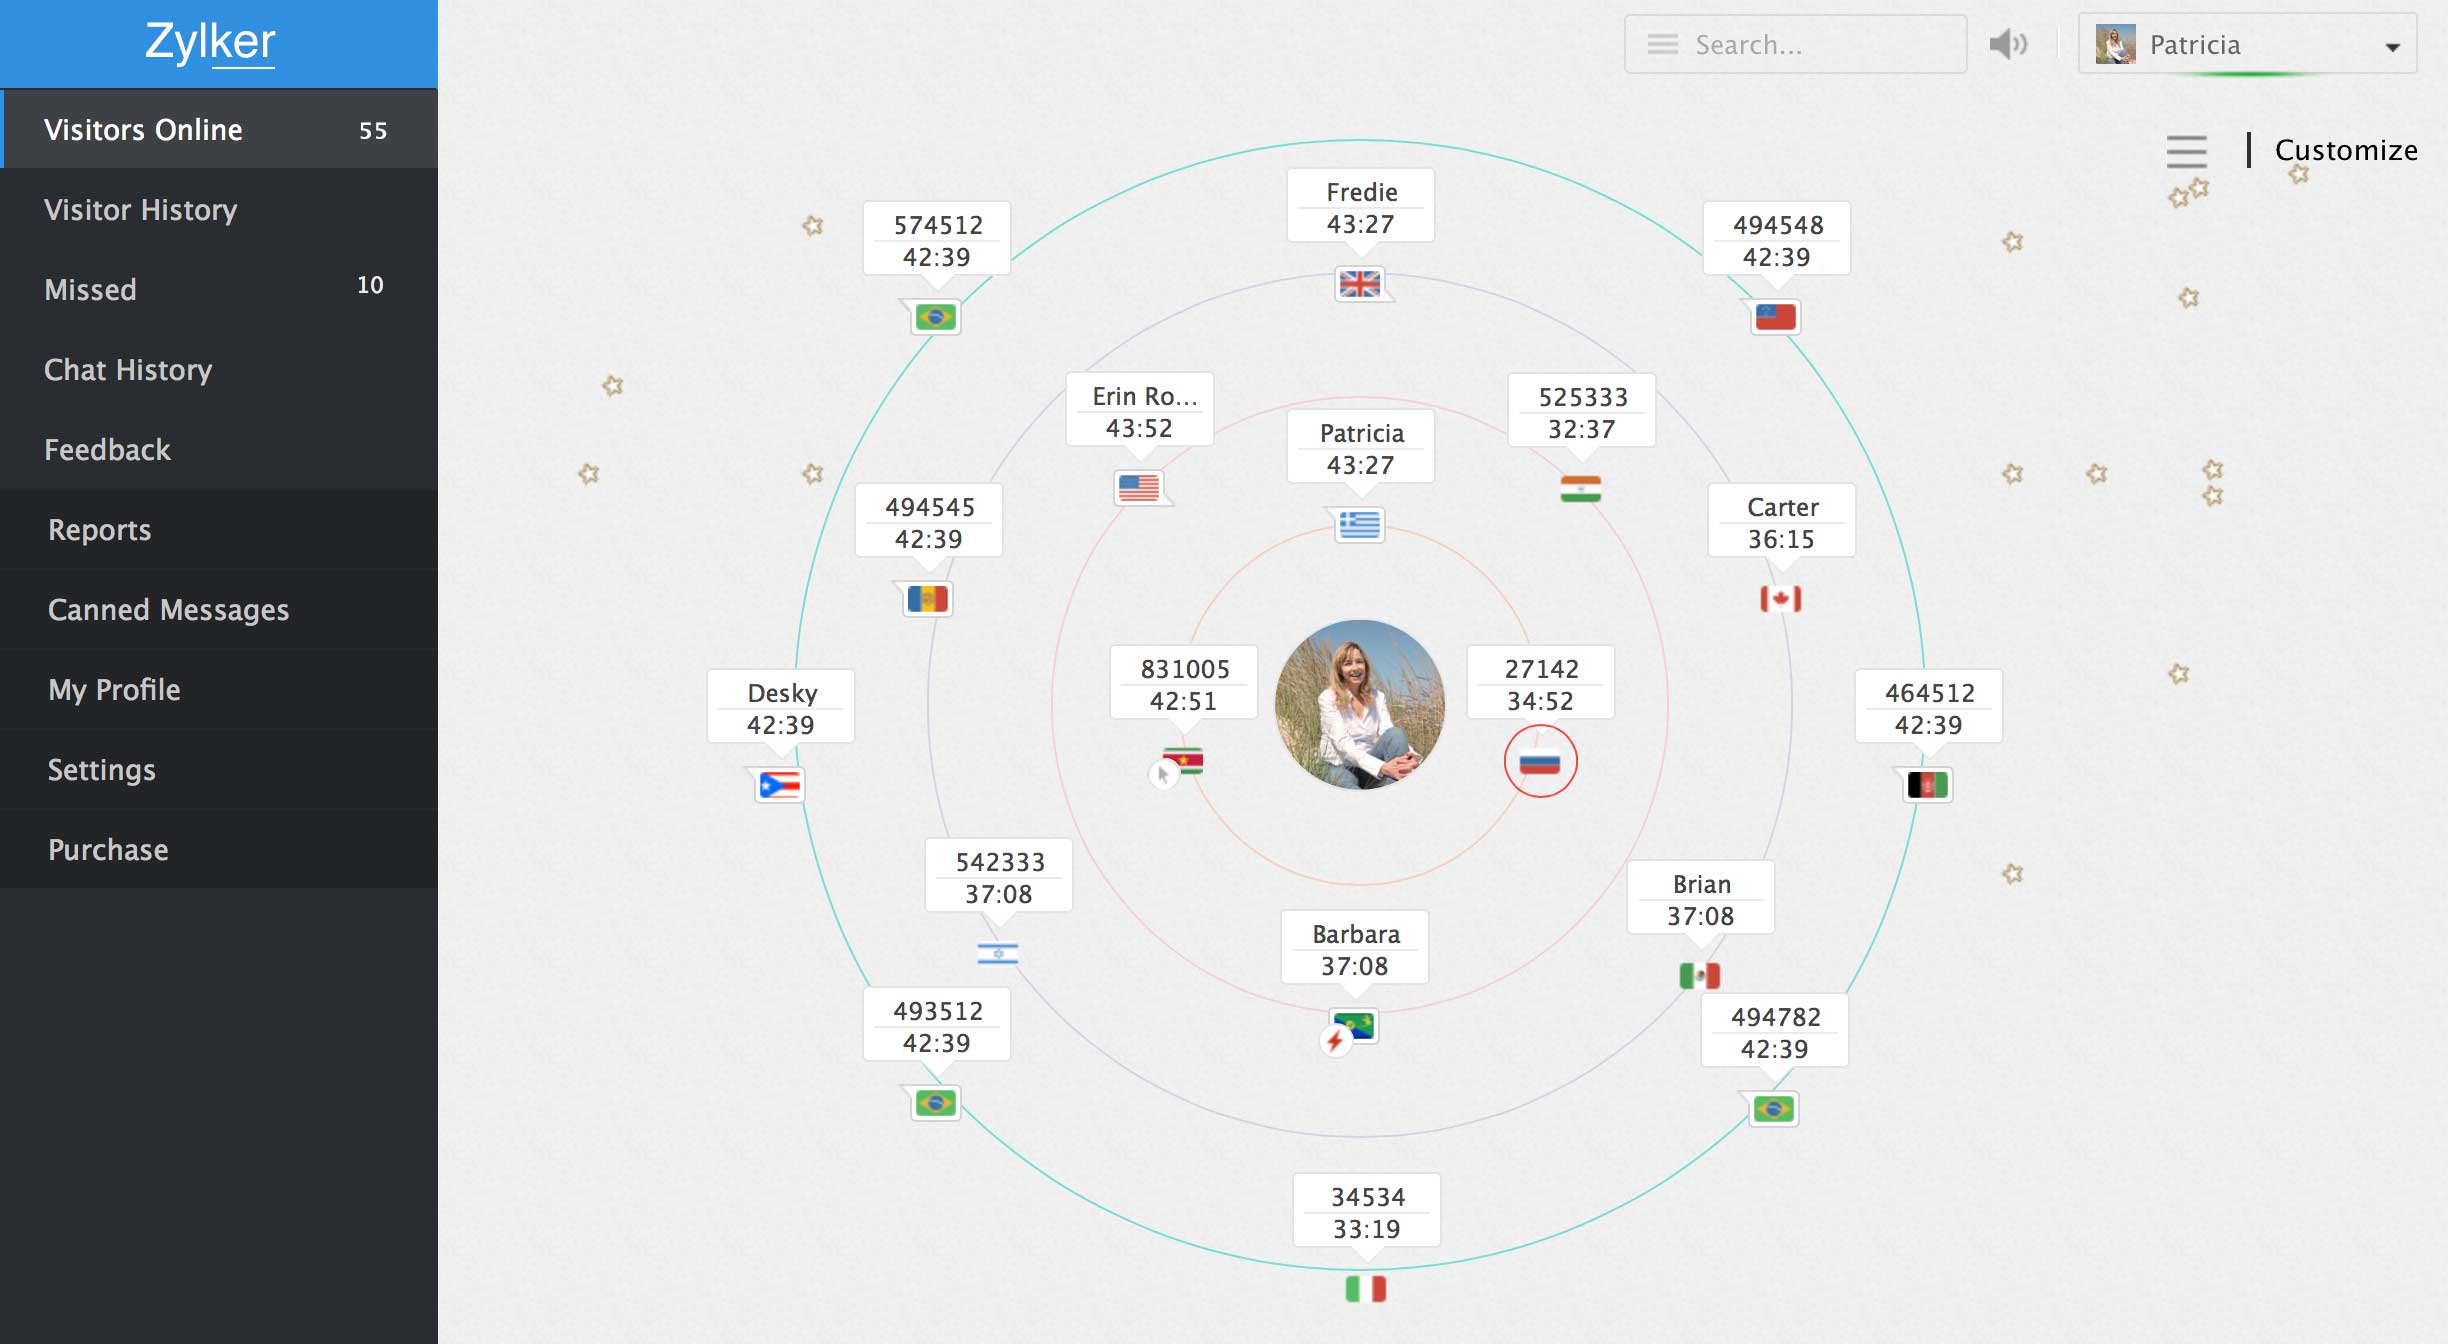 Zylker
Search...
Patricia
Visitors Online 55
Customize
Visitor History
Missed 10
Chat History
Feedback
Reports
Canned Messages
My Profile
Settings
Purchase
Fredie
43:27
574512
42:39
494548
42:39
Erin Ro...
43:52
525333
32:37
Patricia
43:27
494545
42:39
Carter
36:15
831005
42:51
27142
34:52
Desky
42:39
464512
42:39
542333
37:08
Brian
37:08
Barbara
37:08
493512
42:39
494782
42:39
34534
33:19